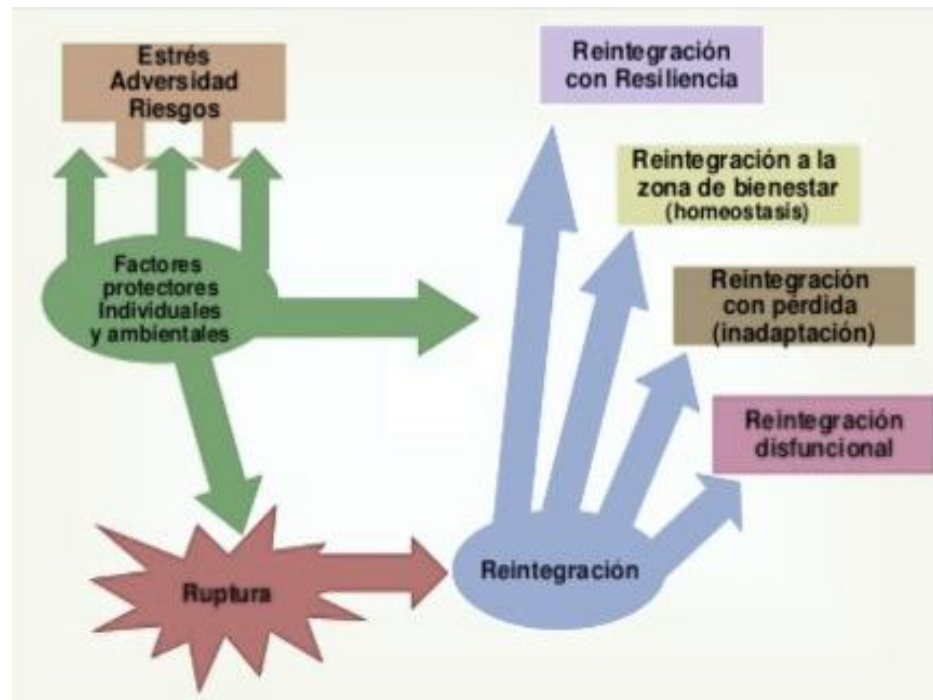 Estrés
Adversidad
Riesgos
Factores
protectores
Individuales
y ambientales
Ruptura
Reintegración
Reintegración
con Resiliencia
Reintegración a la
zona de bienestar
(homeostasis)
Reintegración
con pérdida
(inadaptación)
Reintegración
disfuncional